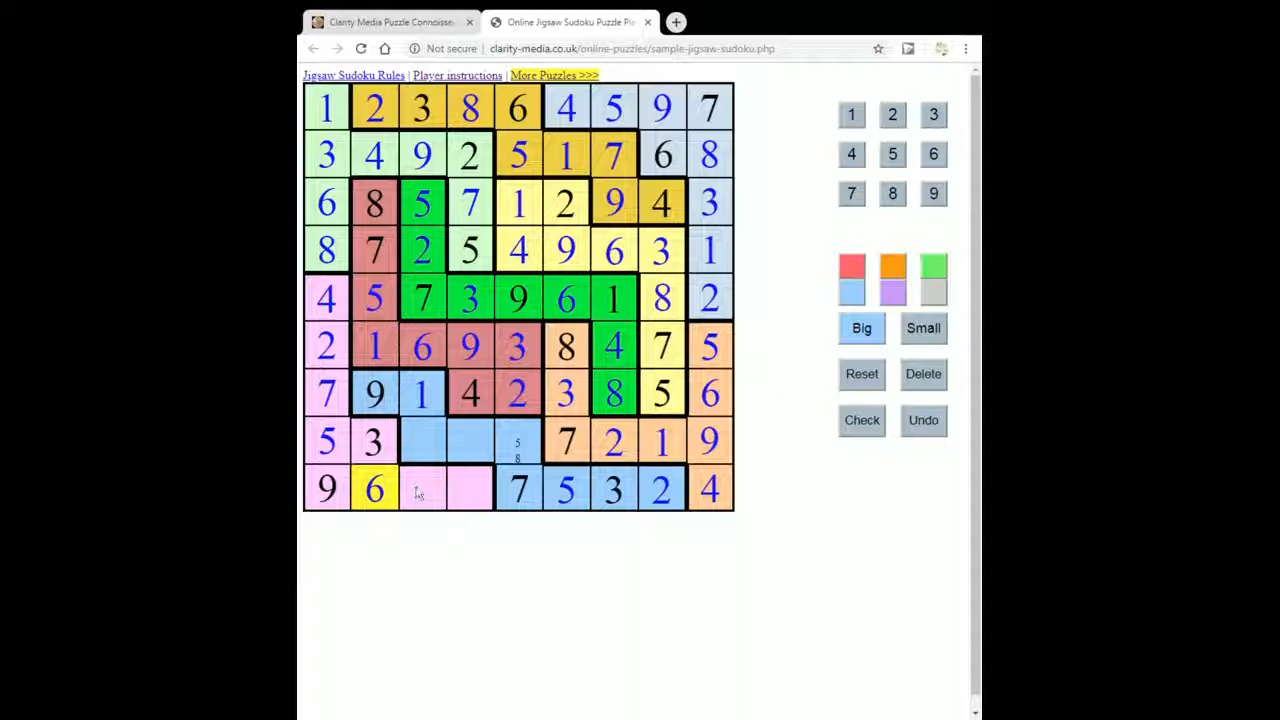 Clarity Media Puzzle Connoisse
Online Jigsaw Sudoku Puzzle Pl
Not secure | clarity-media.co.uk/online-puzzles/sample-jigsaw-sudoku.php
Jigsaw Sudoku Rules | Player instructions | More Puzzles >>>
1 2 3 8 6 4 5 9 7
3 4 9 2 5 1 7 6 8
6 8 5 7 1 2 9 4 3
8 7 2 5 4 9 6 3 1
4 5 7 3 9 6 1 8 2
2 1 6 9 3 8 4 7 5
7 9 1 4 2 3 8 5 6
5 3 5 8 7 2 1 9
9 6 7 5 3 2 4
1 2 3
4 5 6
7 8 9
Big Small
Reset Delete
Check Undo